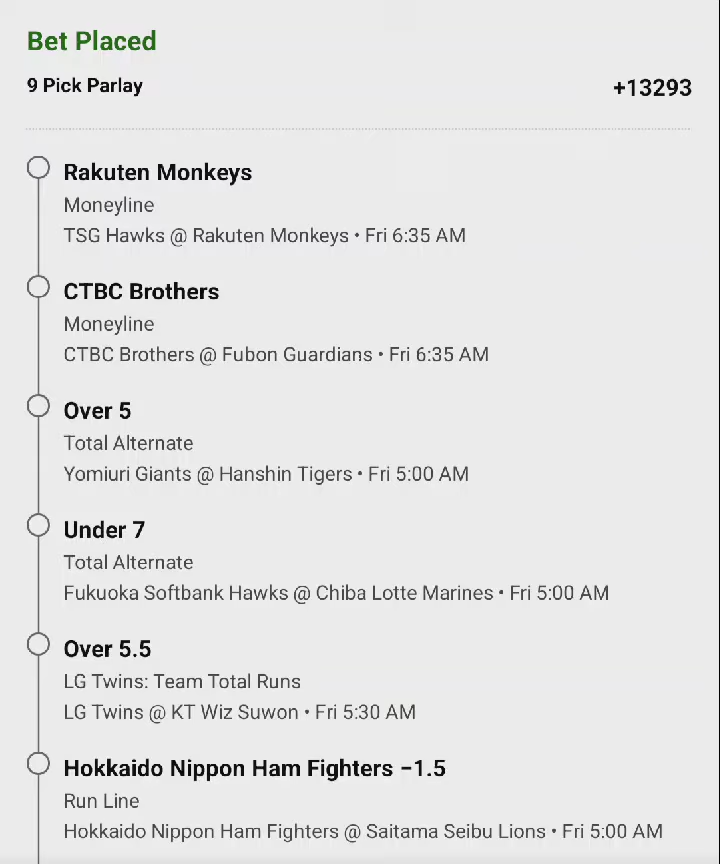 Bet Placed
9 Pick Parlay +13293
Rakuten Monkeys
Moneyline
TSG Hawks @ Rakuten Monkeys • Fri 6:35 AM
CTBC Brothers
Moneyline
CTBC Brothers @ Fubon Guardians • Fri 6:35 AM
Over 5
Total Alternate
Yomiuri Giants @ Hanshin Tigers • Fri 5:00 AM
Under 7
Total Alternate
Fukuoka Softbank Hawks @ Chiba Lotte Marines • Fri 5:00 AM
Over 5.5
LG Twins: Team Total Runs
LG Twins @ KT Wiz Suwon • Fri 5:30 AM
Hokkaido Nippon Ham Fighters −1.5
Run Line
Hokkaido Nippon Ham Fighters @ Saitama Seibu Lions • Fri 5:00 AM